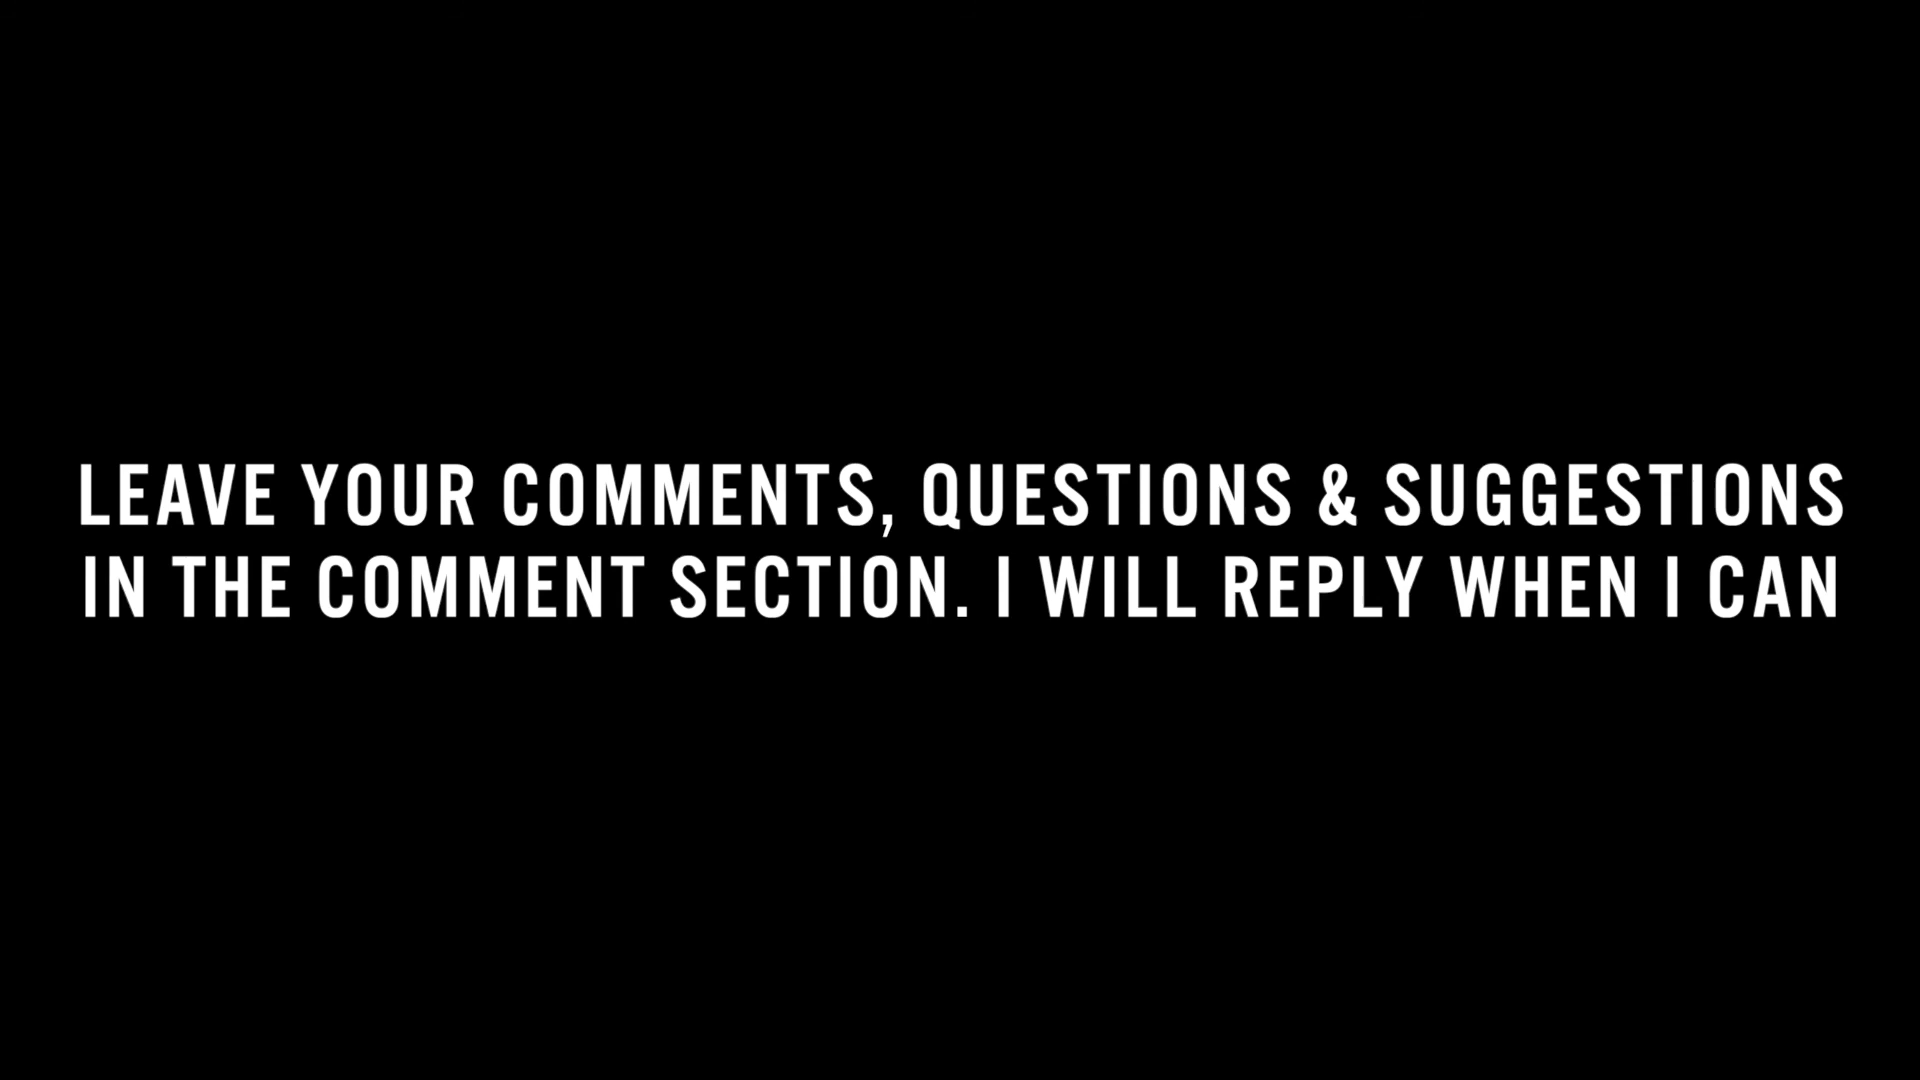 LEAVE YOUR COMMENTS, QUESTIONS & SUGGESTIONS
IN THE COMMENT SECTION. I WILL REPLY WHEN I CAN